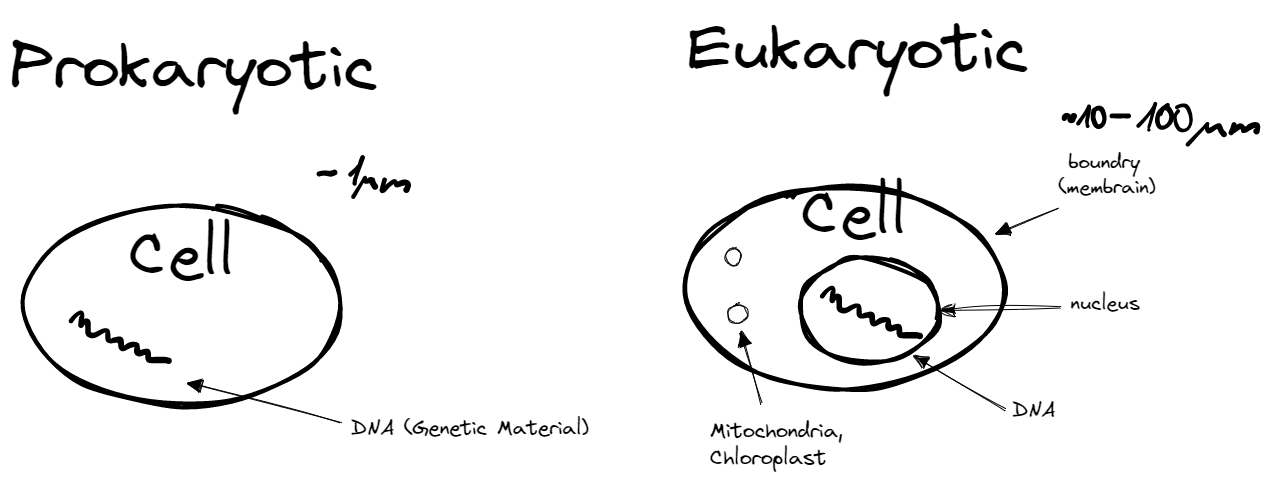 Prokaryotic
~1μm
Cell
DNA (Genetic Material)
Eukaryotic
~10-100μm
boundry
(membrain)
Cell
nucleus
DNA
Mitochondria,
Chloroplast